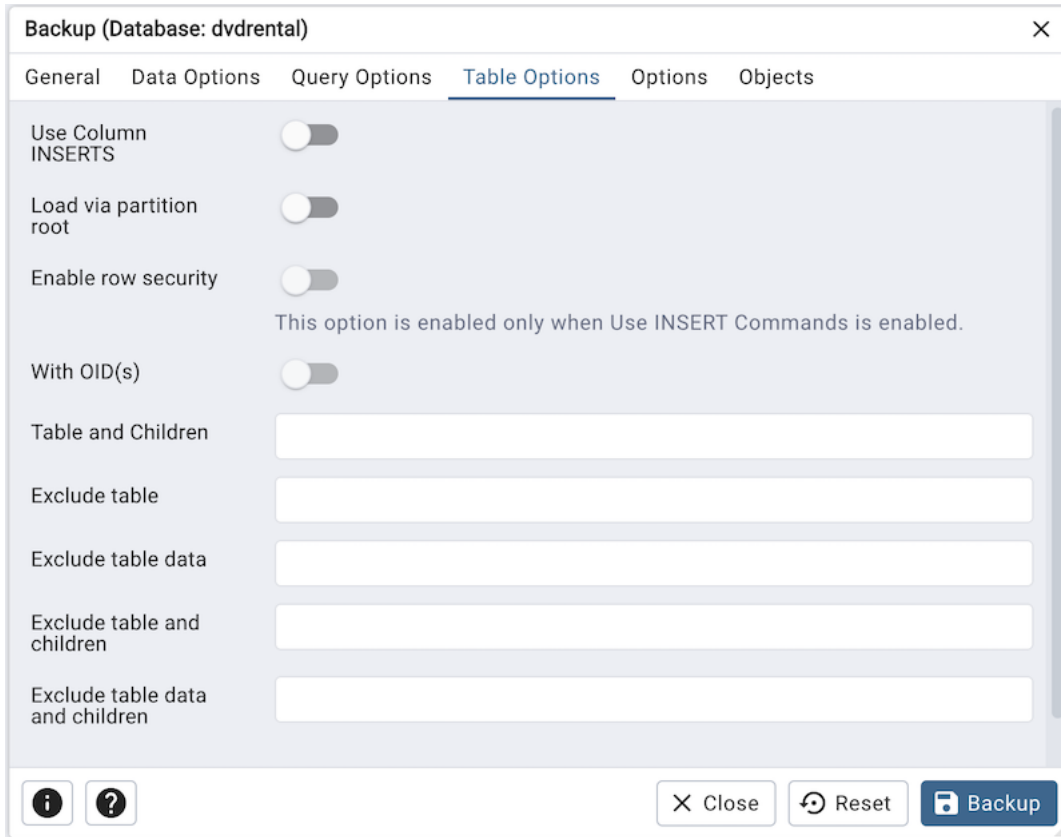 Backup (Database: dvdrental)
General Data Options Query Options Table Options Options Objects
Use Column
INSERTS
Load via partition
root
Enable row security
This option is enabled only when Use INSERT Commands is enabled.
With OID(s)
Table and Children
Exclude table
Exclude table data
Exclude table and
children
Exclude table data
and children
Close Reset Backup